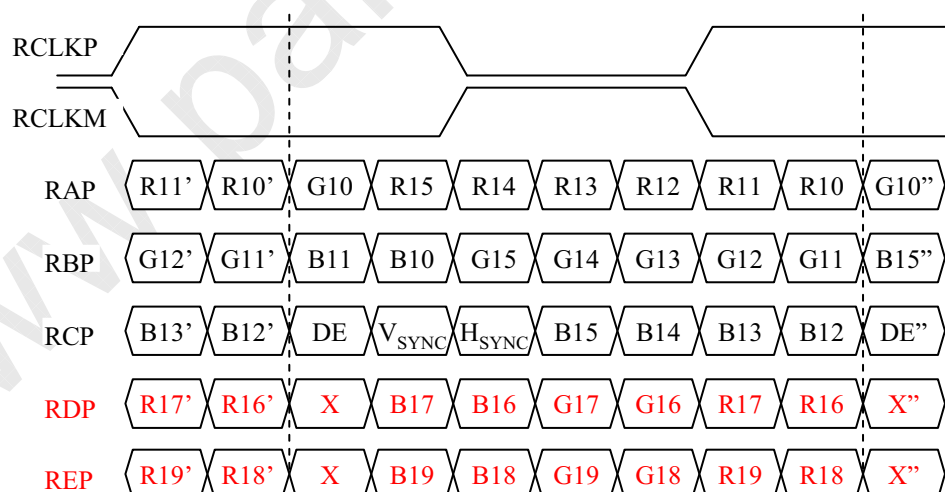 RCLKP
RCLKM
RAP R11’ R10’ G10 R15 R14 R13 R12 R11 R10 G10”
RBP G12’ G11’ B11 B10 G15 G14 G13 G12 G11 B15”
RCP B13’ B12’ DE VSYNC HSYNC B15 B14 B13 B12 DE”
RDP R17’ R16’ X B17 B16 G17 G16 R17 R16 X”
REP R19’ R18’ X B19 B18 G19 G18 R19 R18 X”